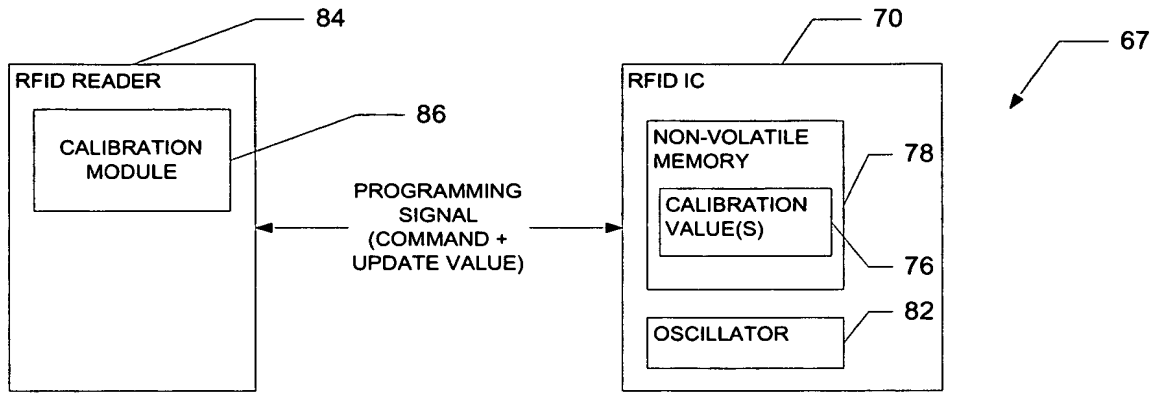 84
70
67
RFID READER
RFID IC
86
CALIBRATION
MODULE
NON-VOLATILE
MEMORY
78
PROGRAMMING
SIGNAL
(COMMAND +
UPDATE VALUE)
CALIBRATION
VALUE(S)
76
82
OSCILLATOR